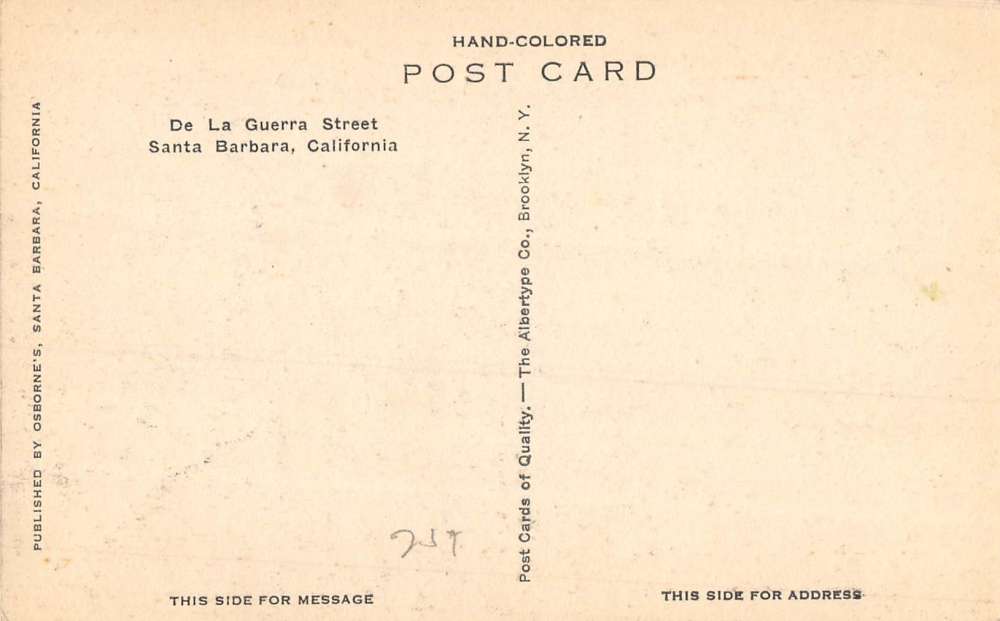 HAND-COLORED
POST CARD
De La Guerra Street
Santa Barbara, California
PUBLISHED BY OSBORNE'S, SANTA BARBARA, CALIFORNIA
Post Cards of Quality. — The Albertype Co., Brooklyn, N. Y.
THIS SIDE FOR MESSAGE
THIS SIDE FOR ADDRESS